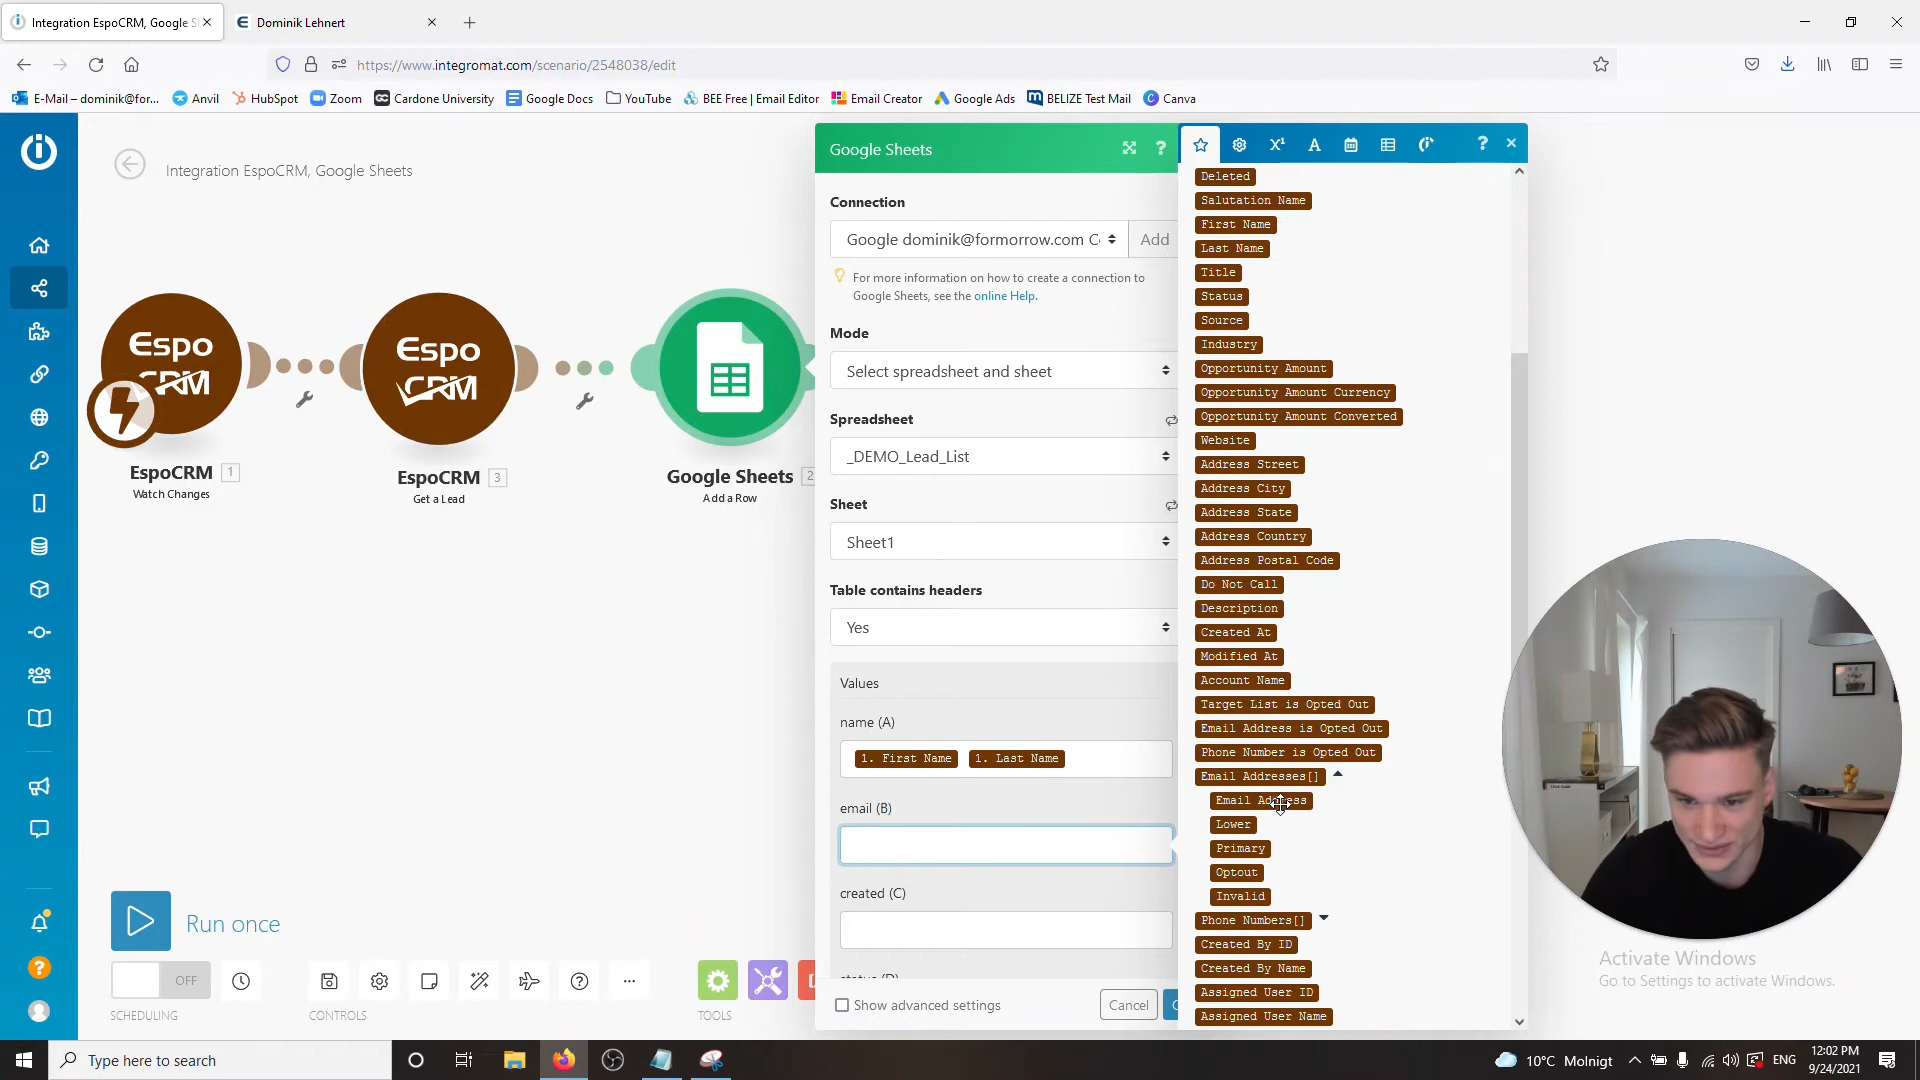 Integration EspoCRM, Google S
Dominik Lehnert
https://www.integromat.com/scenario/2548038/edit
E-Mail – dominik@for...
Anvil
HubSpot
Zoom
Cardone University
Google Docs
YouTube
BEE Free | Email Editor
Email Creator
Google Ads
BELIZE Test Mail
Canva
Integration EspoCRM, Google Sheets
Espo
CRM
EspoCRM 1
Watch Changes
Espo
CRM
EspoCRM 3
Get a Lead
Google Sheets 2
Add a Row
Run once
OFF
SCHEDULING
CONTROLS
TOOLS
Google Sheets
Connection
Google dominik@formorrow.com C
Add
For more information on how to create a connection to
Google Sheets, see the online Help.
Mode
Select spreadsheet and sheet
Spreadsheet
_DEMO_Lead_List
Sheet
Sheet1
Table contains headers
Yes
Values
name (A)
1. First Name 1. Last Name
email (B)
created (C)
status (D)
Show advanced settings
Cancel
Deleted
Salutation Name
First Name
Last Name
Title
Status
Source
Industry
Opportunity Amount
Opportunity Amount Currency
Opportunity Amount Converted
Website
Address Street
Address City
Address State
Address Country
Address Postal Code
Do Not Call
Description
Created At
Modified At
Account Name
Target List is Opted Out
Email Address is Opted Out
Phone Number is Opted Out
Email Addresses[]
Email Address
Lower
Primary
Optout
Invalid
Phone Numbers[]
Created By ID
Created By Name
Assigned User ID
Assigned User Name
Activate Windows
Go to Settings to activate Windows.
Type here to search
10°C Molnigt
ENG
12:02 PM
9/24/2021